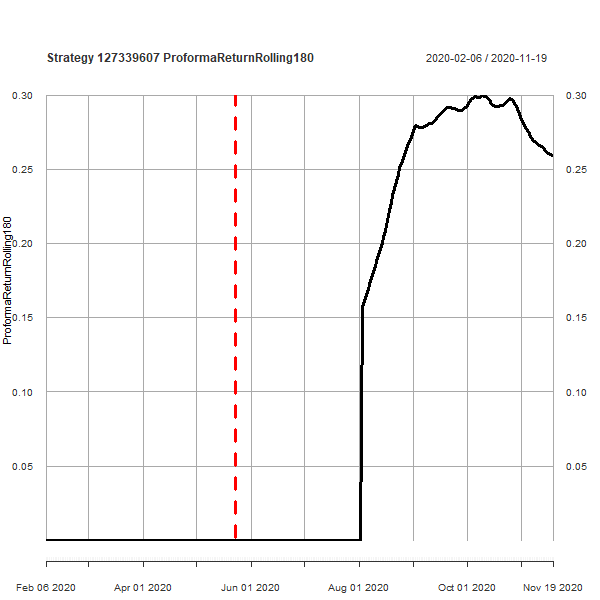 Strategy 127339607 ProformaReturnRolling180
2020-02-06 / 2020-11-19
0.30
0.30
0.25
0.25
0.20
0.20
ProformaReturnRolling180
0.15
0.15
0.10
0.10
0.05
0.05
Feb 06 2020
Apr 01 2020
Jun 01 2020
Aug 01 2020
Oct 01 2020
Nov 19 2020